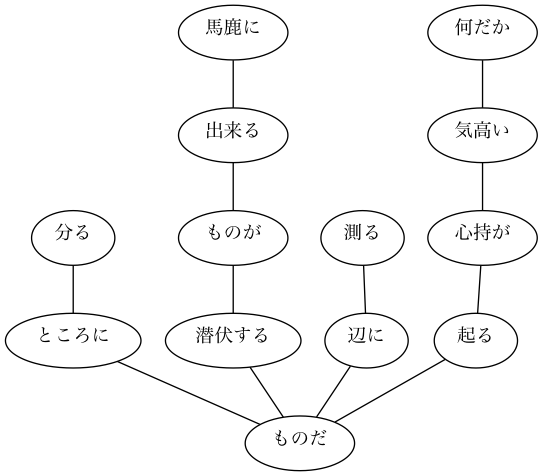 馬鹿に
何だか
出来る
気高い
分る
ものが
測る
心持が
ところに
潜伏する
辺に
起る
ものだ